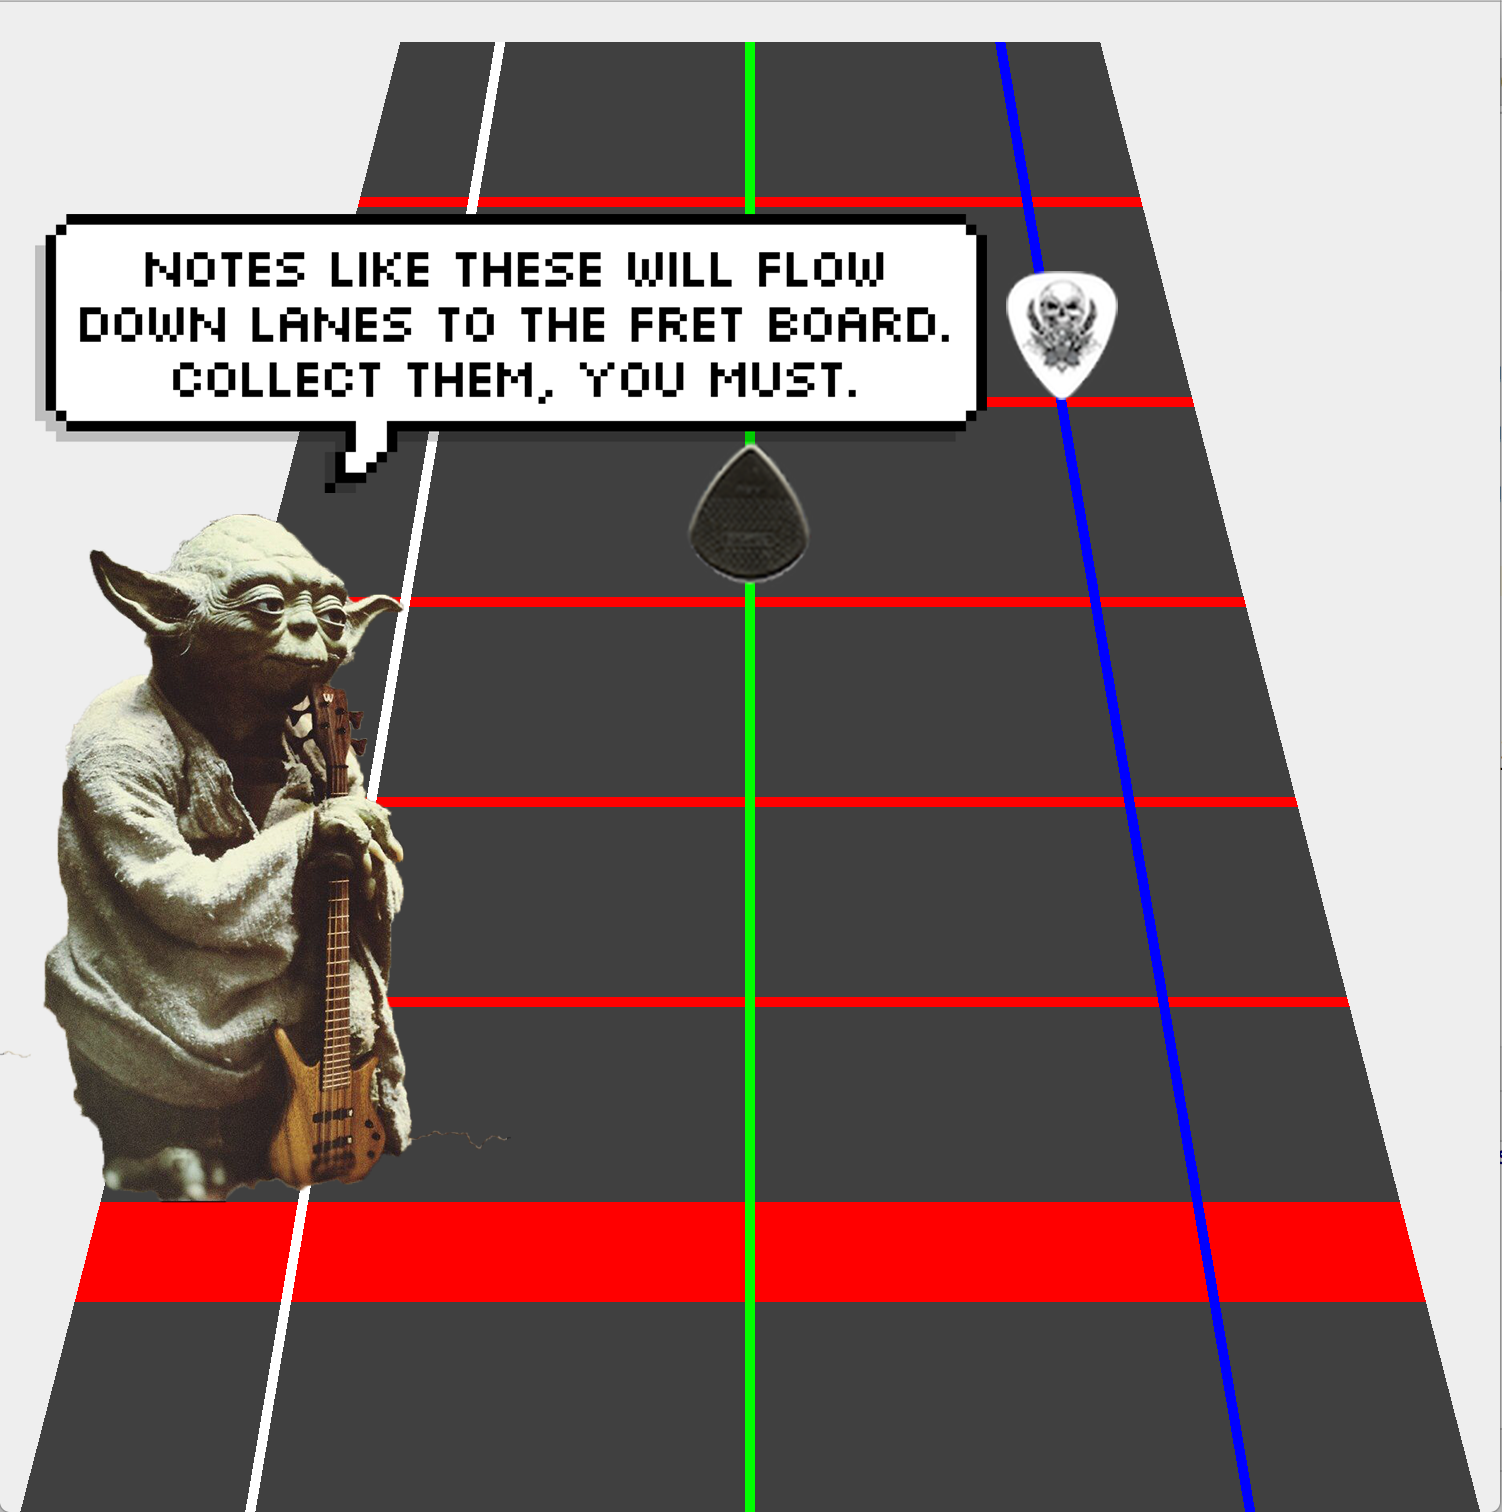 NOTES LIKE THESE WILL FLOW
DOWN LANES TO THE FRET BOARD.
COLLECT THEM, YOU MUST.
W